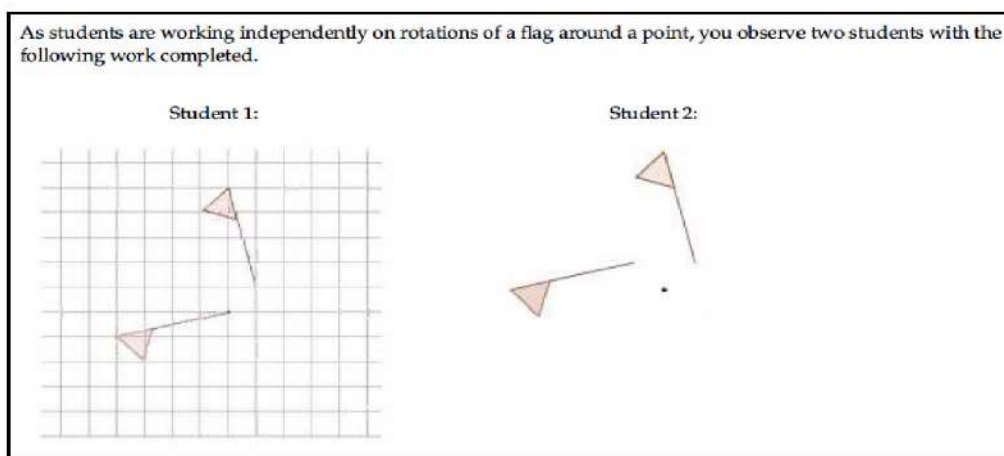 As students are working independently on rotations of a flag around a point, you observe two students with the
following work completed.
Student 1:
Student 2: